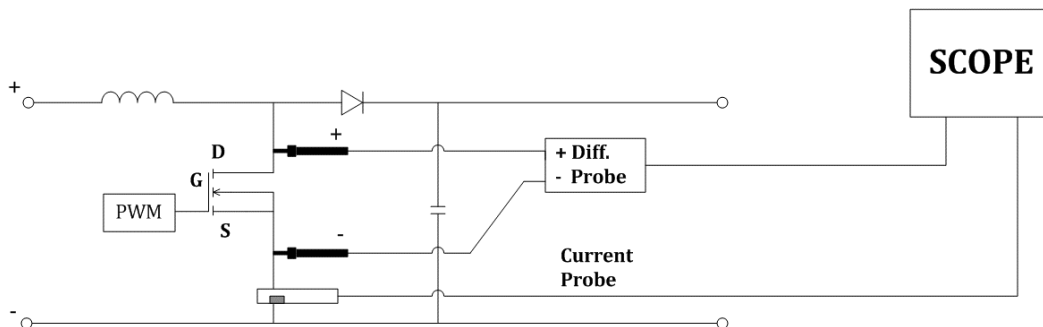 SCOPE
+
+
D
+ Diff.
- Probe
G
PWM
S
-
Current
Probe
-